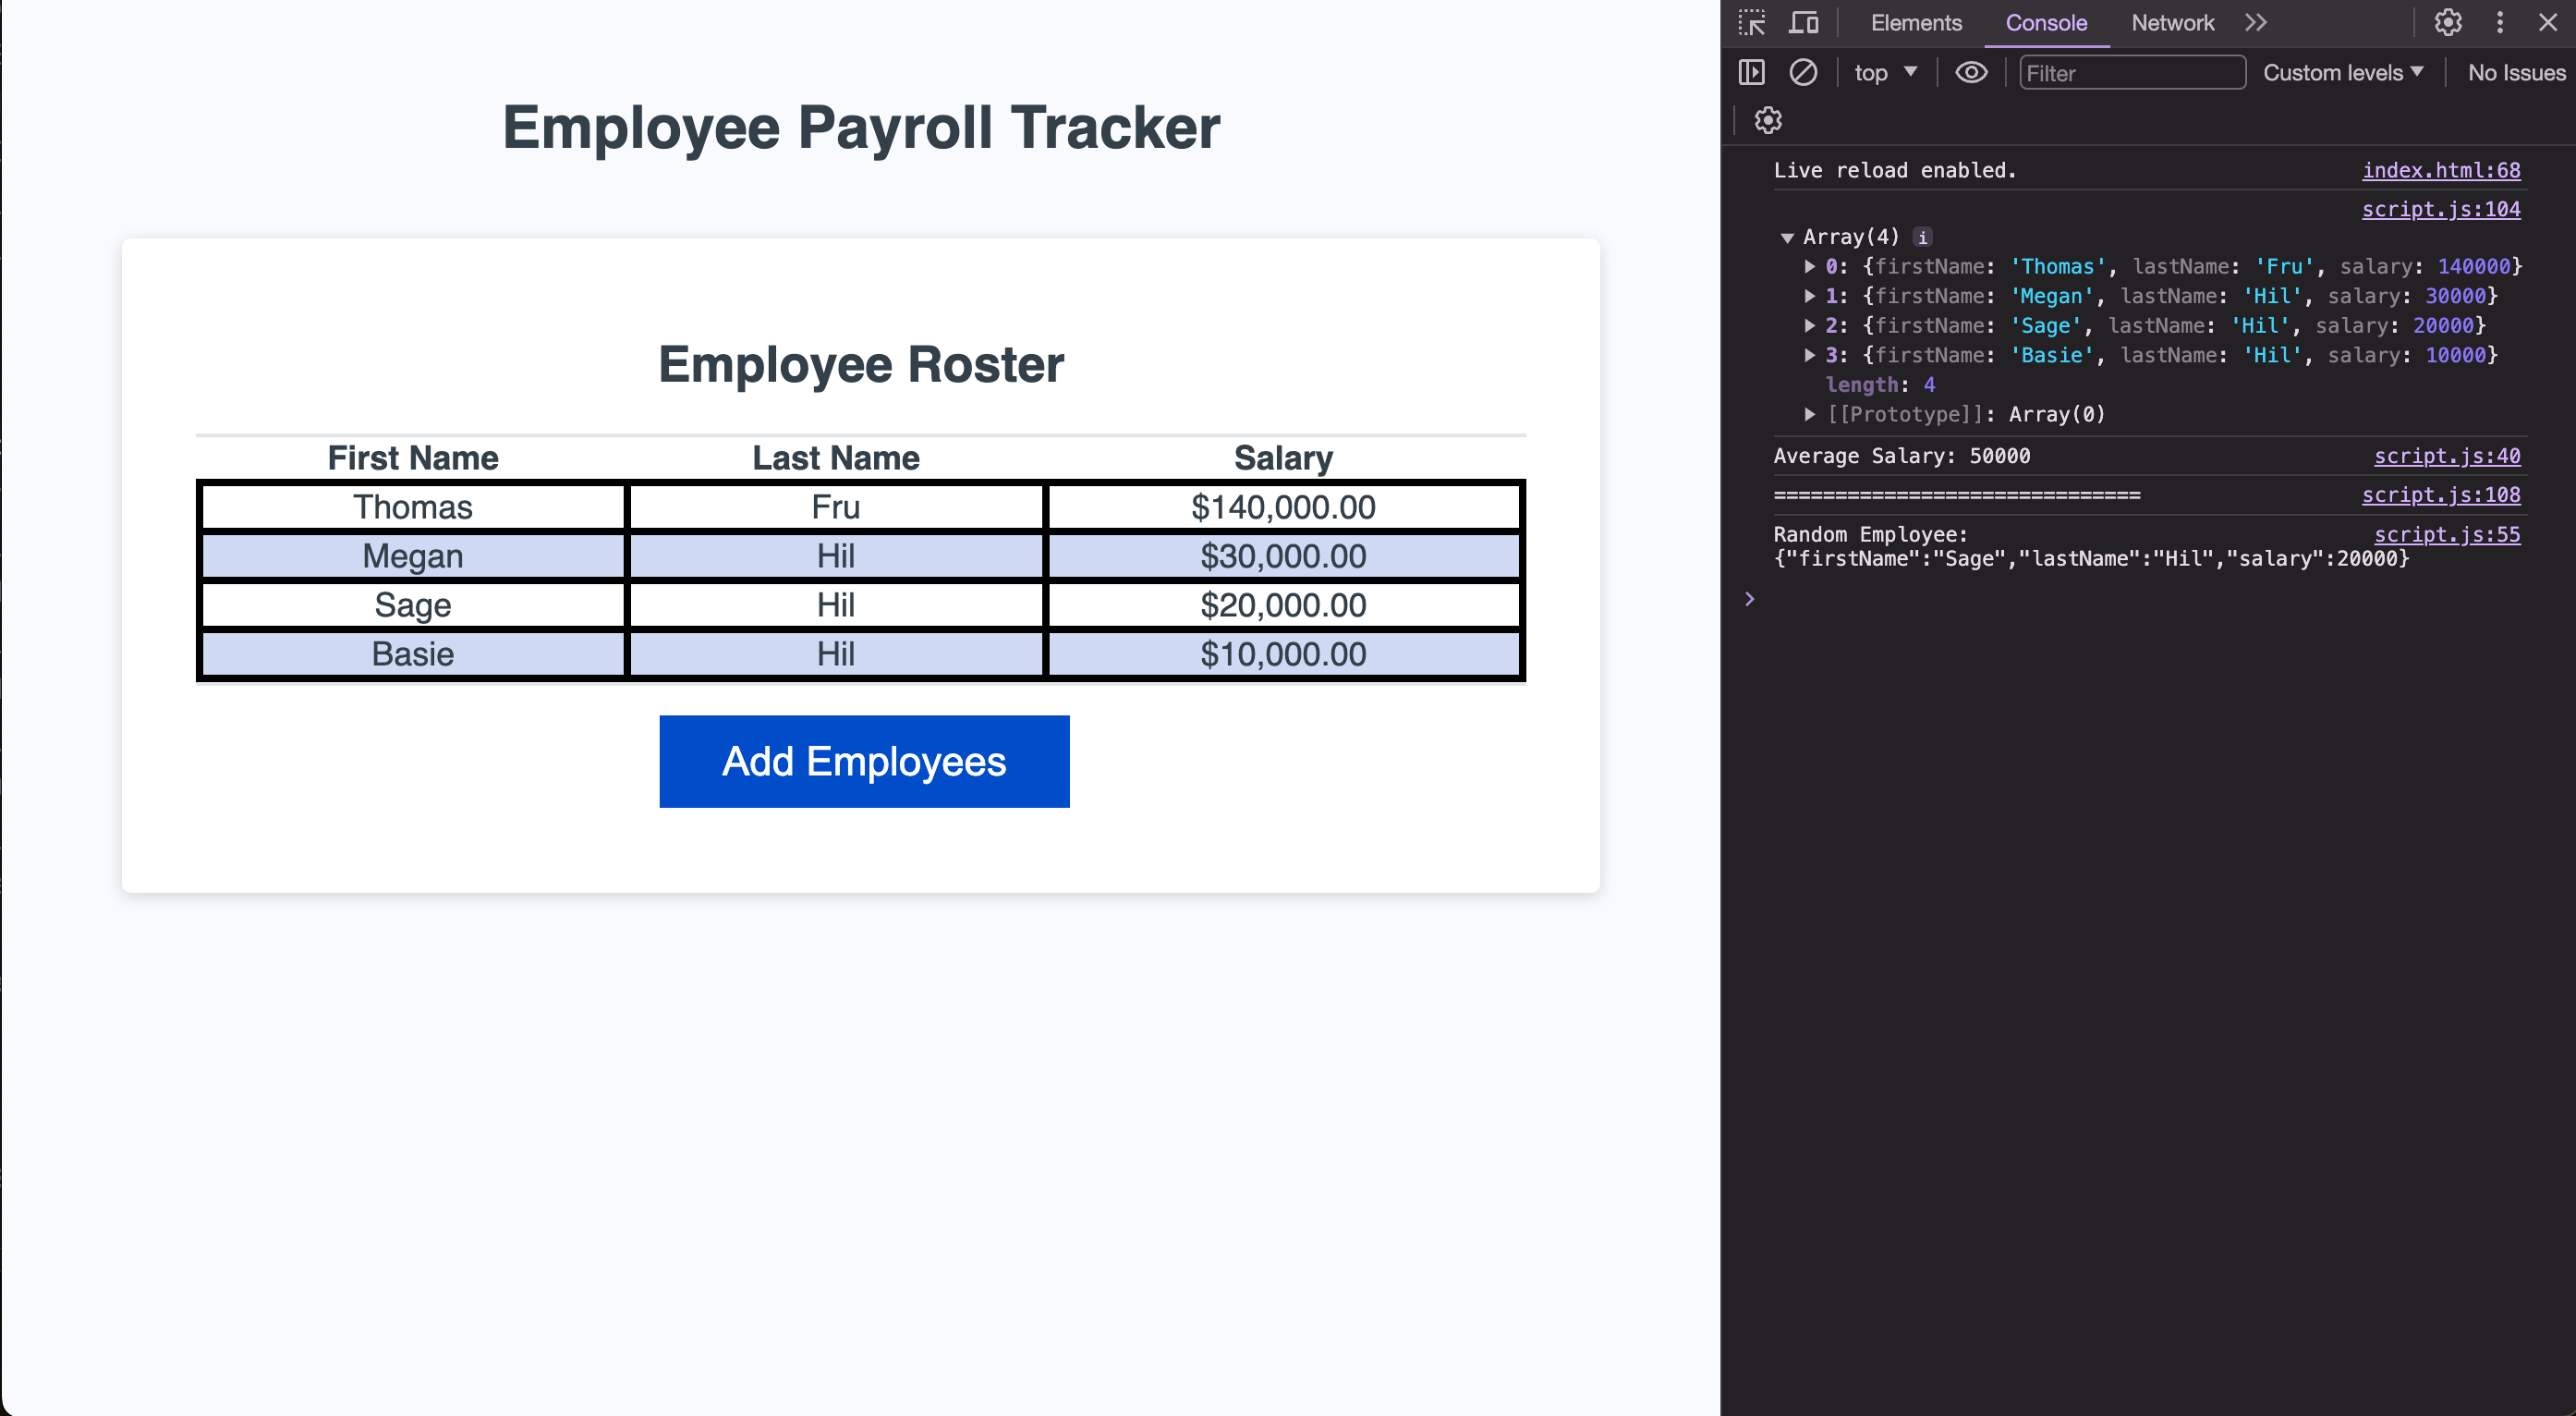 Employee Payroll Tracker
Employee Roster
First Name Last Name Salary
Thomas Fru $140,000.00
Megan Hil $30,000.00
Sage Hil $20,000.00
Basie Hil $10,000.00
Add Employees
Elements Console Network
top Filter Custom levels No Issues
Live reload enabled. index.html:68
script.js:104
Array(4) i
0: {firstName: 'Thomas', lastName: 'Fru', salary: 140000}
1: {firstName: 'Megan', lastName: 'Hil', salary: 30000}
2: {firstName: 'Sage', lastName: 'Hil', salary: 20000}
3: {firstName: 'Basie', lastName: 'Hil', salary: 10000}
length: 4
[[Prototype]]: Array(0)
Average Salary: 50000 script.js:40
============================== script.js:108
Random Employee: script.js:55
{"firstName":"Sage","lastName":"Hil","salary":20000}